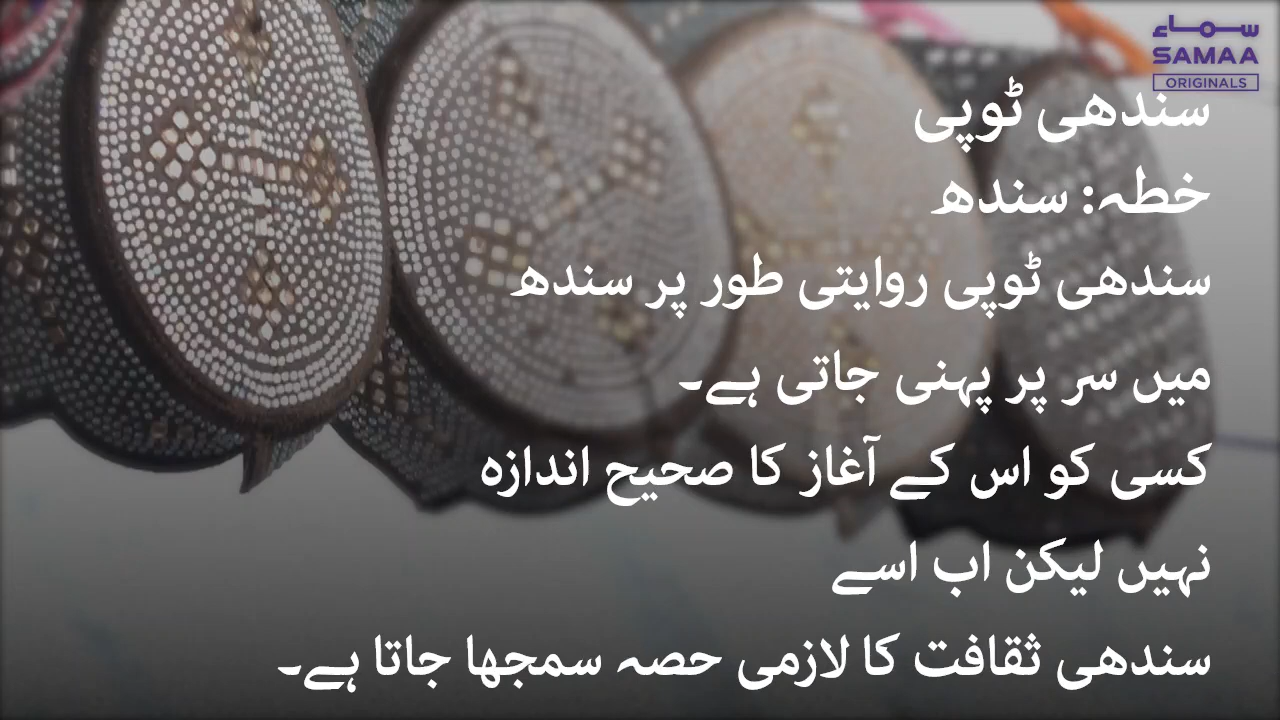 سماء
SAMAA
ORIGINALS
سندھی ٹوپی
خطہ: سندھ
سندھی ٹوپی روایتی طور پر سندھ
میں سر پر پہنی جاتی ہے۔
کسی کو اس کے آغاز کا صحیح اندازہ
نہیں لیکن اب اسے
سندھی ثقافت کا لازمی حصہ سمجھا جاتا ہے۔